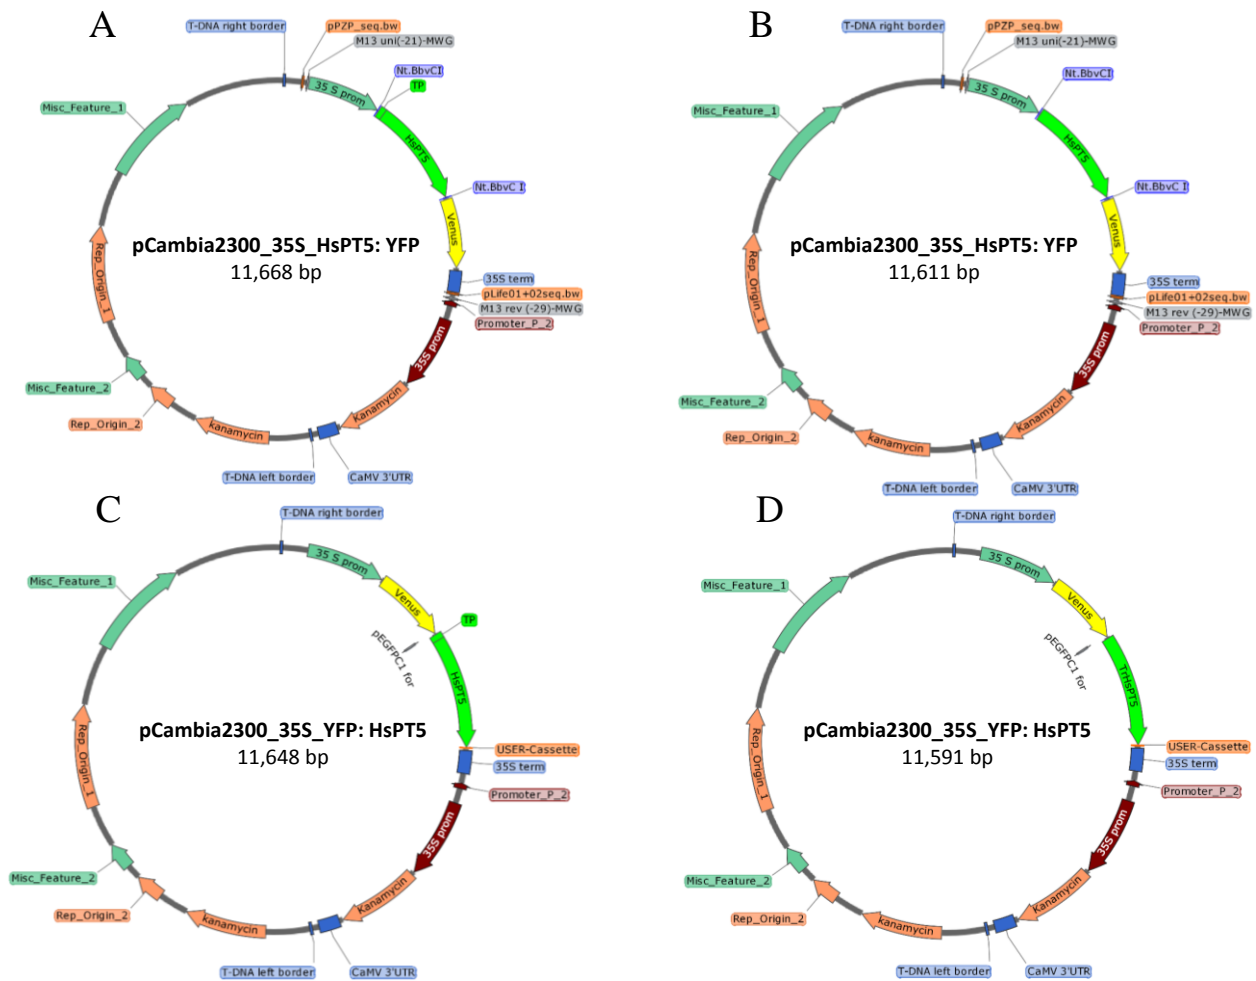 A
T-DNA right border
pPZP_seq.bw
M13 uni(-21)-MWG
Nt.BbvCI
TP
35 S prom
Misc_Feature_1
HsPT5
Nt.BbvC I
Venus
pCambia2300_35S_HsPT5: YFP
11,668 bp
Rep_Origin_1
35S term
pLife01+02seq.bw
M13 rev (-29)-MWG
Promoter_P_2
35S prom
Misc_Feature_2
Rep_Origin_2
kanamycin
Kanamycin
T-DNA left border
CaMV 3'UTR
B
T-DNA right border
pPZP_seq.bw
M13 uni(-21)-MWG
Nt.BbvCI
35 S prom
Misc_Feature_1
HsPT5
Nt.BbvC I
Venus
pCambia2300_35S_HsPT5: YFP
11,611 bp
Rep_Origin_1
35S term
pLife01+02seq.bw
M13 rev (-29)-MWG
Promoter_P_2
35S prom
Misc_Feature_2
Rep_Origin_2
kanamycin
Kanamycin
T-DNA left border
CaMV 3'UTR
C
T-DNA right border
35 S prom
Misc_Feature_1
Venus
TP
pEGFPC1 for
HsPT5
pCambia2300_35S_YFP: HsPT5
11,648 bp
Rep_Origin_1
USER-Cassette
35S term
Promoter_P_2
35S prom
Misc_Feature_2
Rep_Origin_2
kanamycin
Kanamycin
T-DNA left border
CaMV 3'UTR
D
T-DNA right border
35 S prom
Misc_Feature_1
Venus
pEGFPC1 for
TrHsPT5
pCambia2300_35S_YFP: HsPT5
11,591 bp
Rep_Origin_1
USER-Cassette
35S term
Promoter_P_2
35S prom
Misc_Feature_2
Rep_Origin_2
kanamycin
Kanamycin
T-DNA left border
CaMV 3'UTR